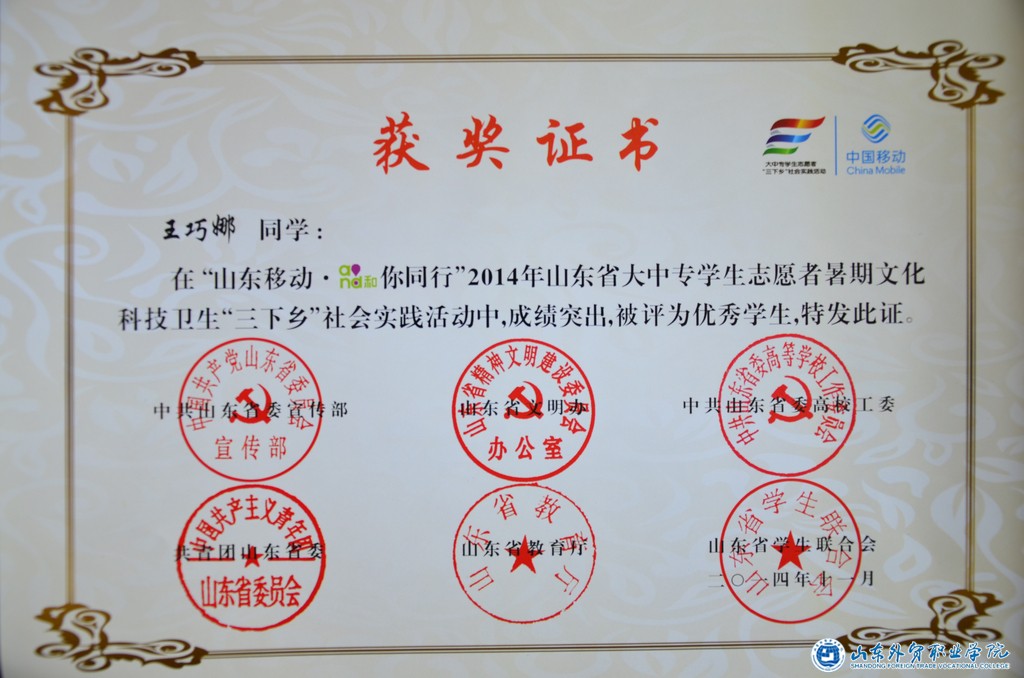 获奖证书
大中专学生志愿者
“三下乡”社会实践活动
中国移动
China Mobile
王巧娜 同学：
在“山东移动·and和你同行”2014年山东省大中专学生志愿者暑期文化
科技卫生“三下乡”社会实践活动中,成绩突出,被评为优秀学生,特发此证。
中国共产党山东省委员会
宣传部
中共山东省委宣传部
山东省精神文明建设委员会
办公室
山东省文明办
中共山东省委高等学校工作委员会
中共山东省委高校工委
中国共产主义青年团
山东省委员会
共青团山东省委
山东省教育厅
山东省教育厅
山东省学生联合会
山东省学生联合会
二〇一四年十一月
山东外贸职业学院
SHANDONG FOREIGN TRADE VOCATIONAL COLLEGE